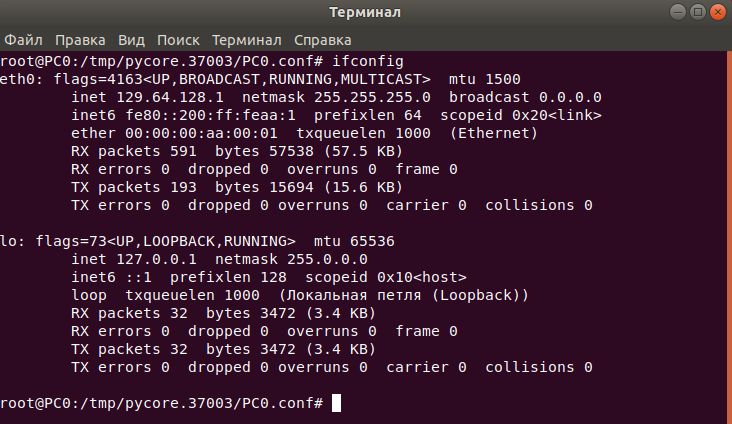 Терминал
Файл Правка Вид Поиск Терминал Справка
root@PC0:/tmp/pycore.37003/PC0.conf# ifconfig
eth0: flags=4163<UP,BROADCAST,RUNNING,MULTICAST>  mtu 1500
        inet 129.64.128.1  netmask 255.255.255.0  broadcast 0.0.0.0
        inet6 fe80::200:ff:feaa:1  prefixlen 64  scopeid 0x20<link>
        ether 00:00:00:aa:00:01  txqueuelen 1000  (Ethernet)
        RX packets 591  bytes 57538 (57.5 KB)
        RX errors 0  dropped 0  overruns 0  frame 0
        TX packets 193  bytes 15694 (15.6 KB)
        TX errors 0  dropped 0 overruns 0  carrier 0  collisions 0
lo: flags=73<UP,LOOPBACK,RUNNING>  mtu 65536
        inet 127.0.0.1  netmask 255.0.0.0
        inet6 ::1  prefixlen 128  scopeid 0x10<host>
        loop  txqueuelen 1000  (Локальная петля (Loopback))
        RX packets 32  bytes 3472 (3.4 KB)
        RX errors 0  dropped 0  overruns 0  frame 0
        TX packets 32  bytes 3472 (3.4 KB)
        TX errors 0  dropped 0 overruns 0  carrier 0  collisions 0
root@PC0:/tmp/pycore.37003/PC0.conf#